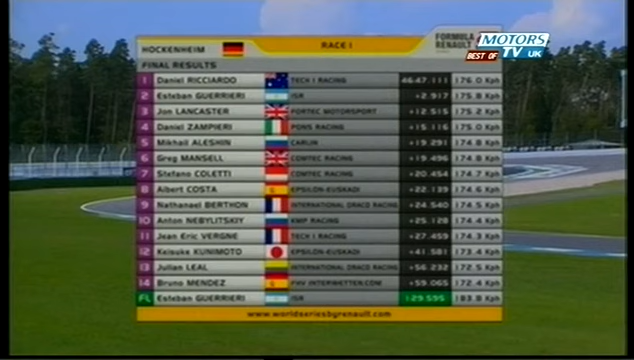 FORMULA
RENAULT
MOTORS
TV UK
BEST OF
HOCKENHEIM RACE 1
FINAL RESULTS
1 Daniel RICCIARDO TECH 1 RACING 46.47.111 176.0 Kph
2 Esteban GUERRIERI ISR +2.917 175.8 Kph
3 Jon LANCASTER FORTEC MOTORSPORT +12.515 175.2 Kph
4 Daniel ZAMPIERI PONS RACING +15.116 175.0 Kph
5 Mikhail ALESHIN CARLIN +19.291 174.8 Kph
6 Greg MANSELL COMTEC RACING +19.496 174.8 Kph
7 Stefano COLETTI COMTEC RACING +20.454 174.7 Kph
8 Albert COSTA EPSILON-EUSKADI +22.139 174.6 Kph
9 Nathanael BERTHON INTERNATIONAL DRACO RACING +24.540 174.5 Kph
10 Anton NEBYLITSKIY KMP RACING +25.128 174.4 Kph
11 Jean Eric VERGNE TECH 1 RACING +27.459 174.3 Kph
12 Keisuke KUNIMOTO EPSILON-EUSKADI +41.581 173.4 Kph
13 Julian LEAL INTERNATIONAL DRACO RACING +56.232 172.5 Kph
14 Bruno MENDEZ FHV INTERWETTEN.COM +59.065 172.4 Kph
FL Esteban GUERRIERI ISR 1:29.595 183.8 Kph
www.worldseriesbyrenault.com